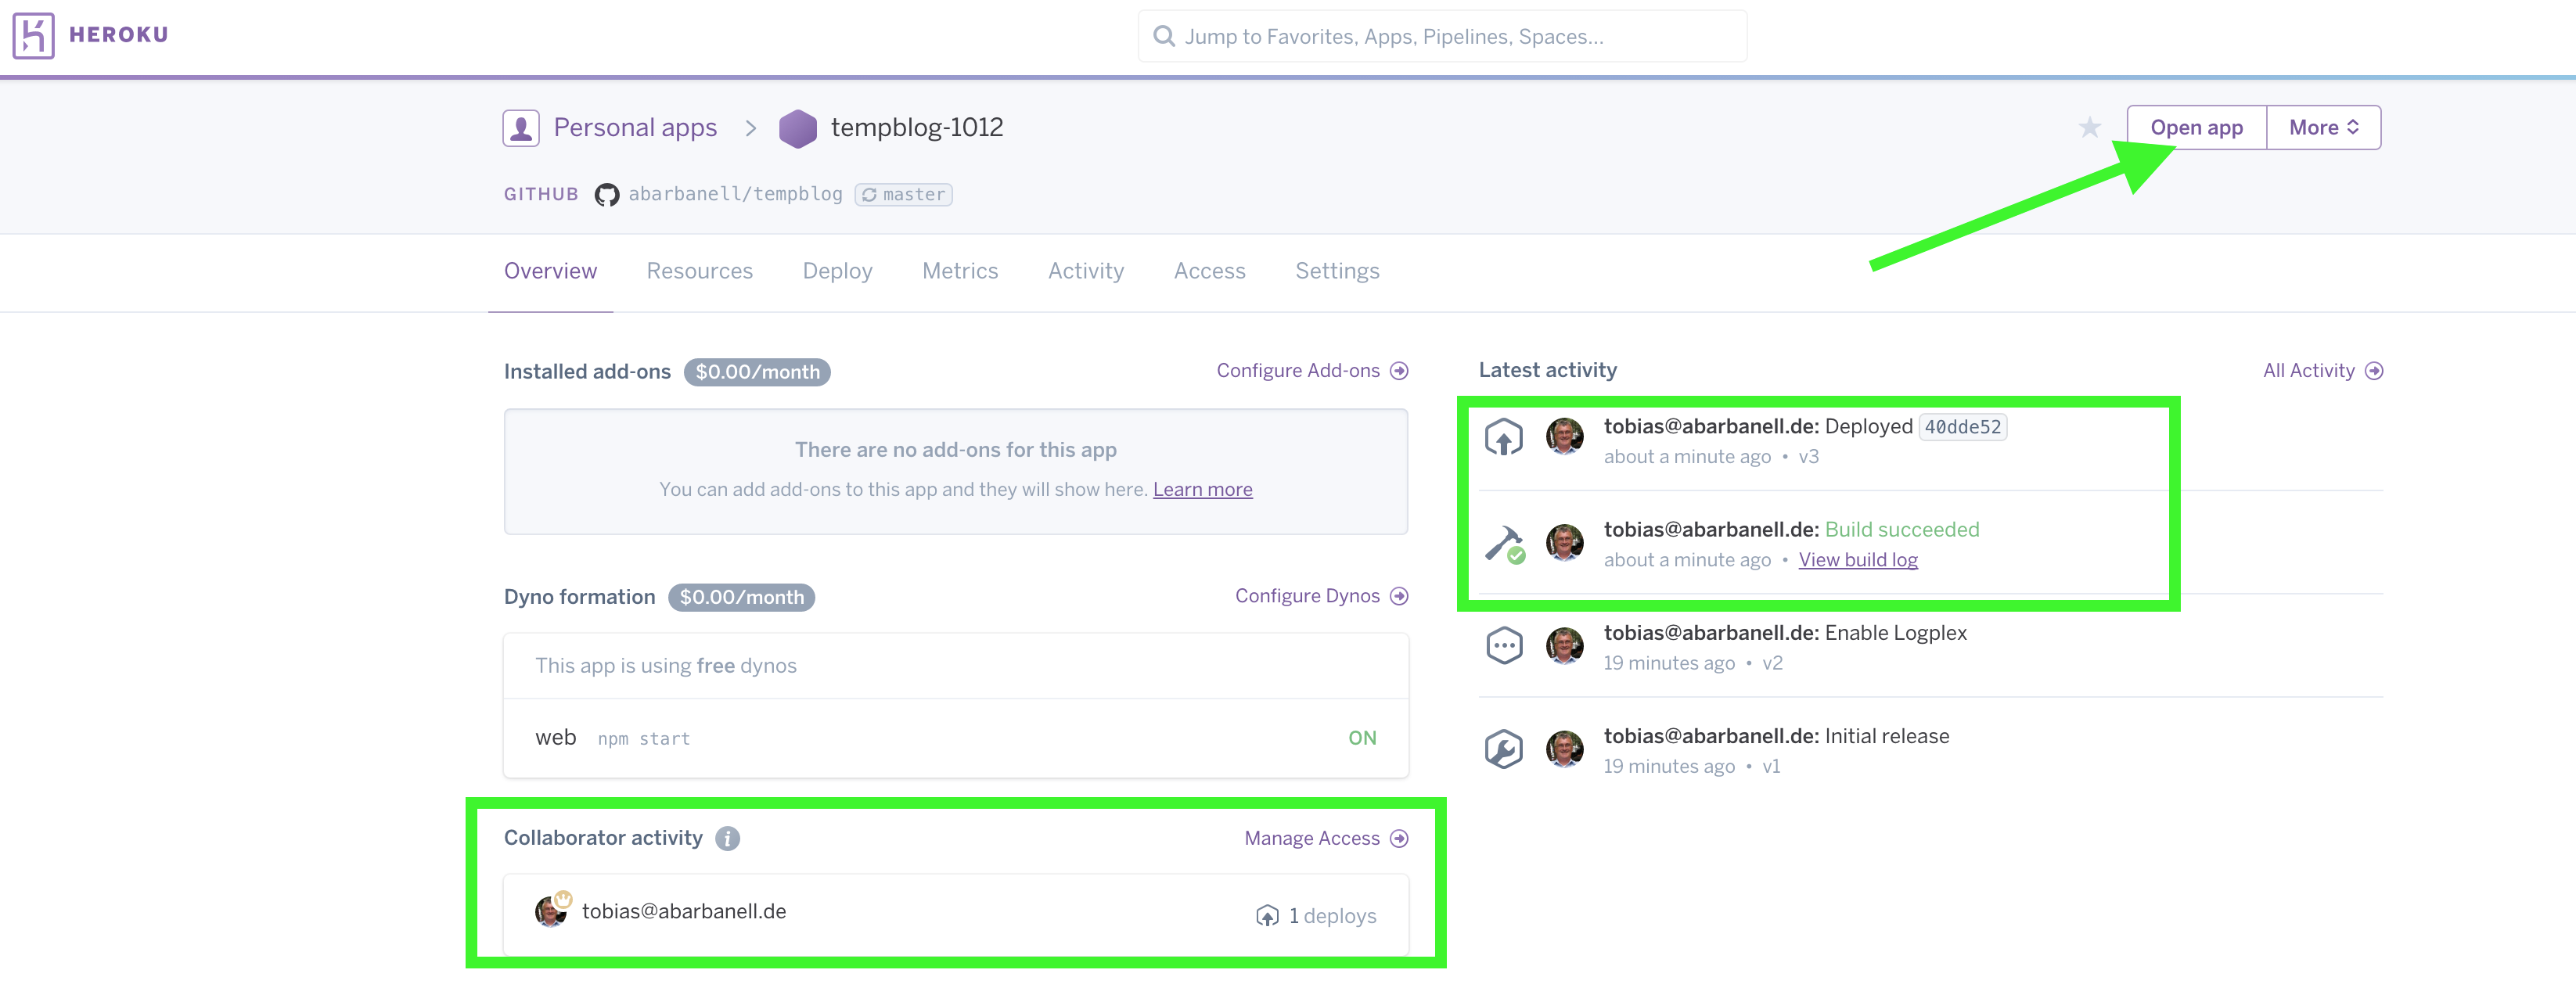 HEROKU
Jump to Favorites, Apps, Pipelines, Spaces...
Personal apps > tempblog-1012
Open app
More
GITHUB abarbanell/tempblog master
Overview Resources Deploy Metrics Activity Access Settings
Installed add-ons $0.00/month
Configure Add-ons
There are no add-ons for this app
You can add add-ons to this app and they will show here. Learn more
Dyno formation $0.00/month
Configure Dynos
This app is using free dynos
web npm start ON
Collaborator activity i
Manage Access
tobias@abarbanell.de 1 deploys
Latest activity
All Activity
tobias@abarbanell.de: Deployed 40dde52
about a minute ago • v3
tobias@abarbanell.de: Build succeeded
about a minute ago • View build log
tobias@abarbanell.de: Enable Logplex
19 minutes ago • v2
tobias@abarbanell.de: Initial release
19 minutes ago • v1